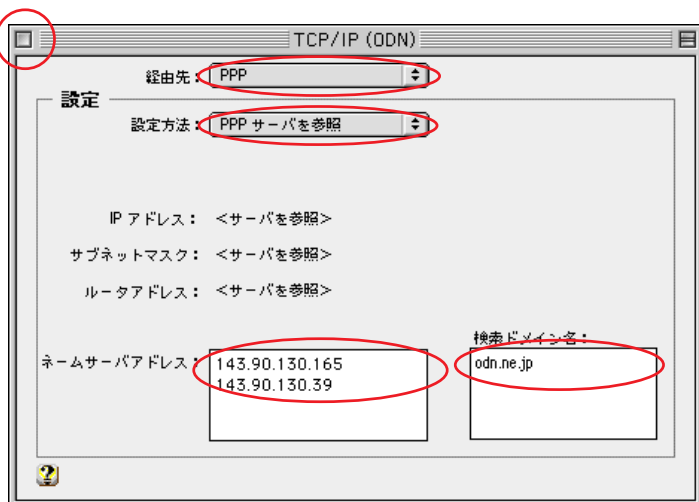 TCP/IP (ODN)
経由先： PPP
設定
設定方法： PPP サーバを参照
IP アドレス： <サーバを参照>
サブネットマスク： <サーバを参照>
ルータアドレス： <サーバを参照>
検索ドメイン名：
ネームサーバアドレス： 143.90.130.165 odn.ne.jp
143.90.130.39